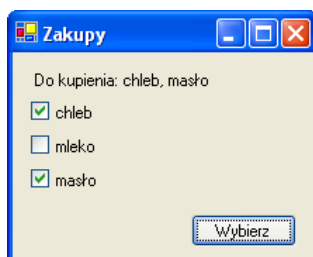 Zakupy
Do kupienia: chleb, masło
chleb
mleko
masło
Wybierz